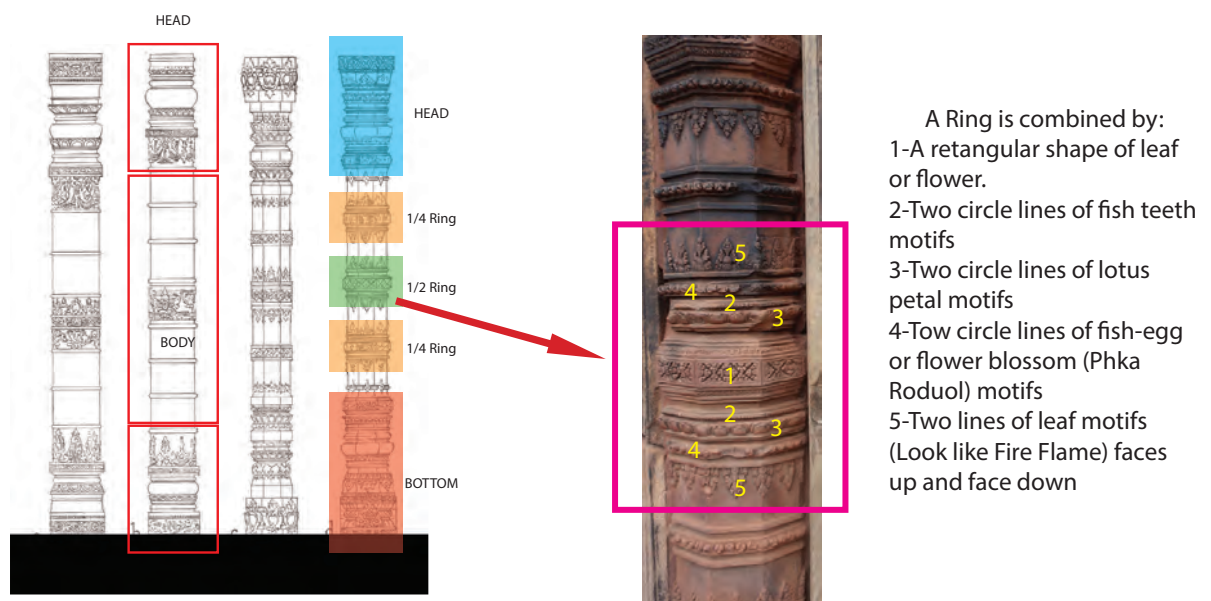 HEAD
HEAD
1/4 Ring
1/2 Ring
1/4 Ring
BODY
BOTTOM
5
4
2
3
1
2
3
4
5
A Ring is combined by:
1-A retangular shape of leaf
or flower.
2-Two circle lines of fish teeth
motifs
3-Two circle lines of lotus
petal motifs
4-Tow circle lines of fish-egg
or flower blossom (Phka
Roduol) motifs
5-Two lines of leaf motifs
(Look like Fire Flame) faces
up and face down